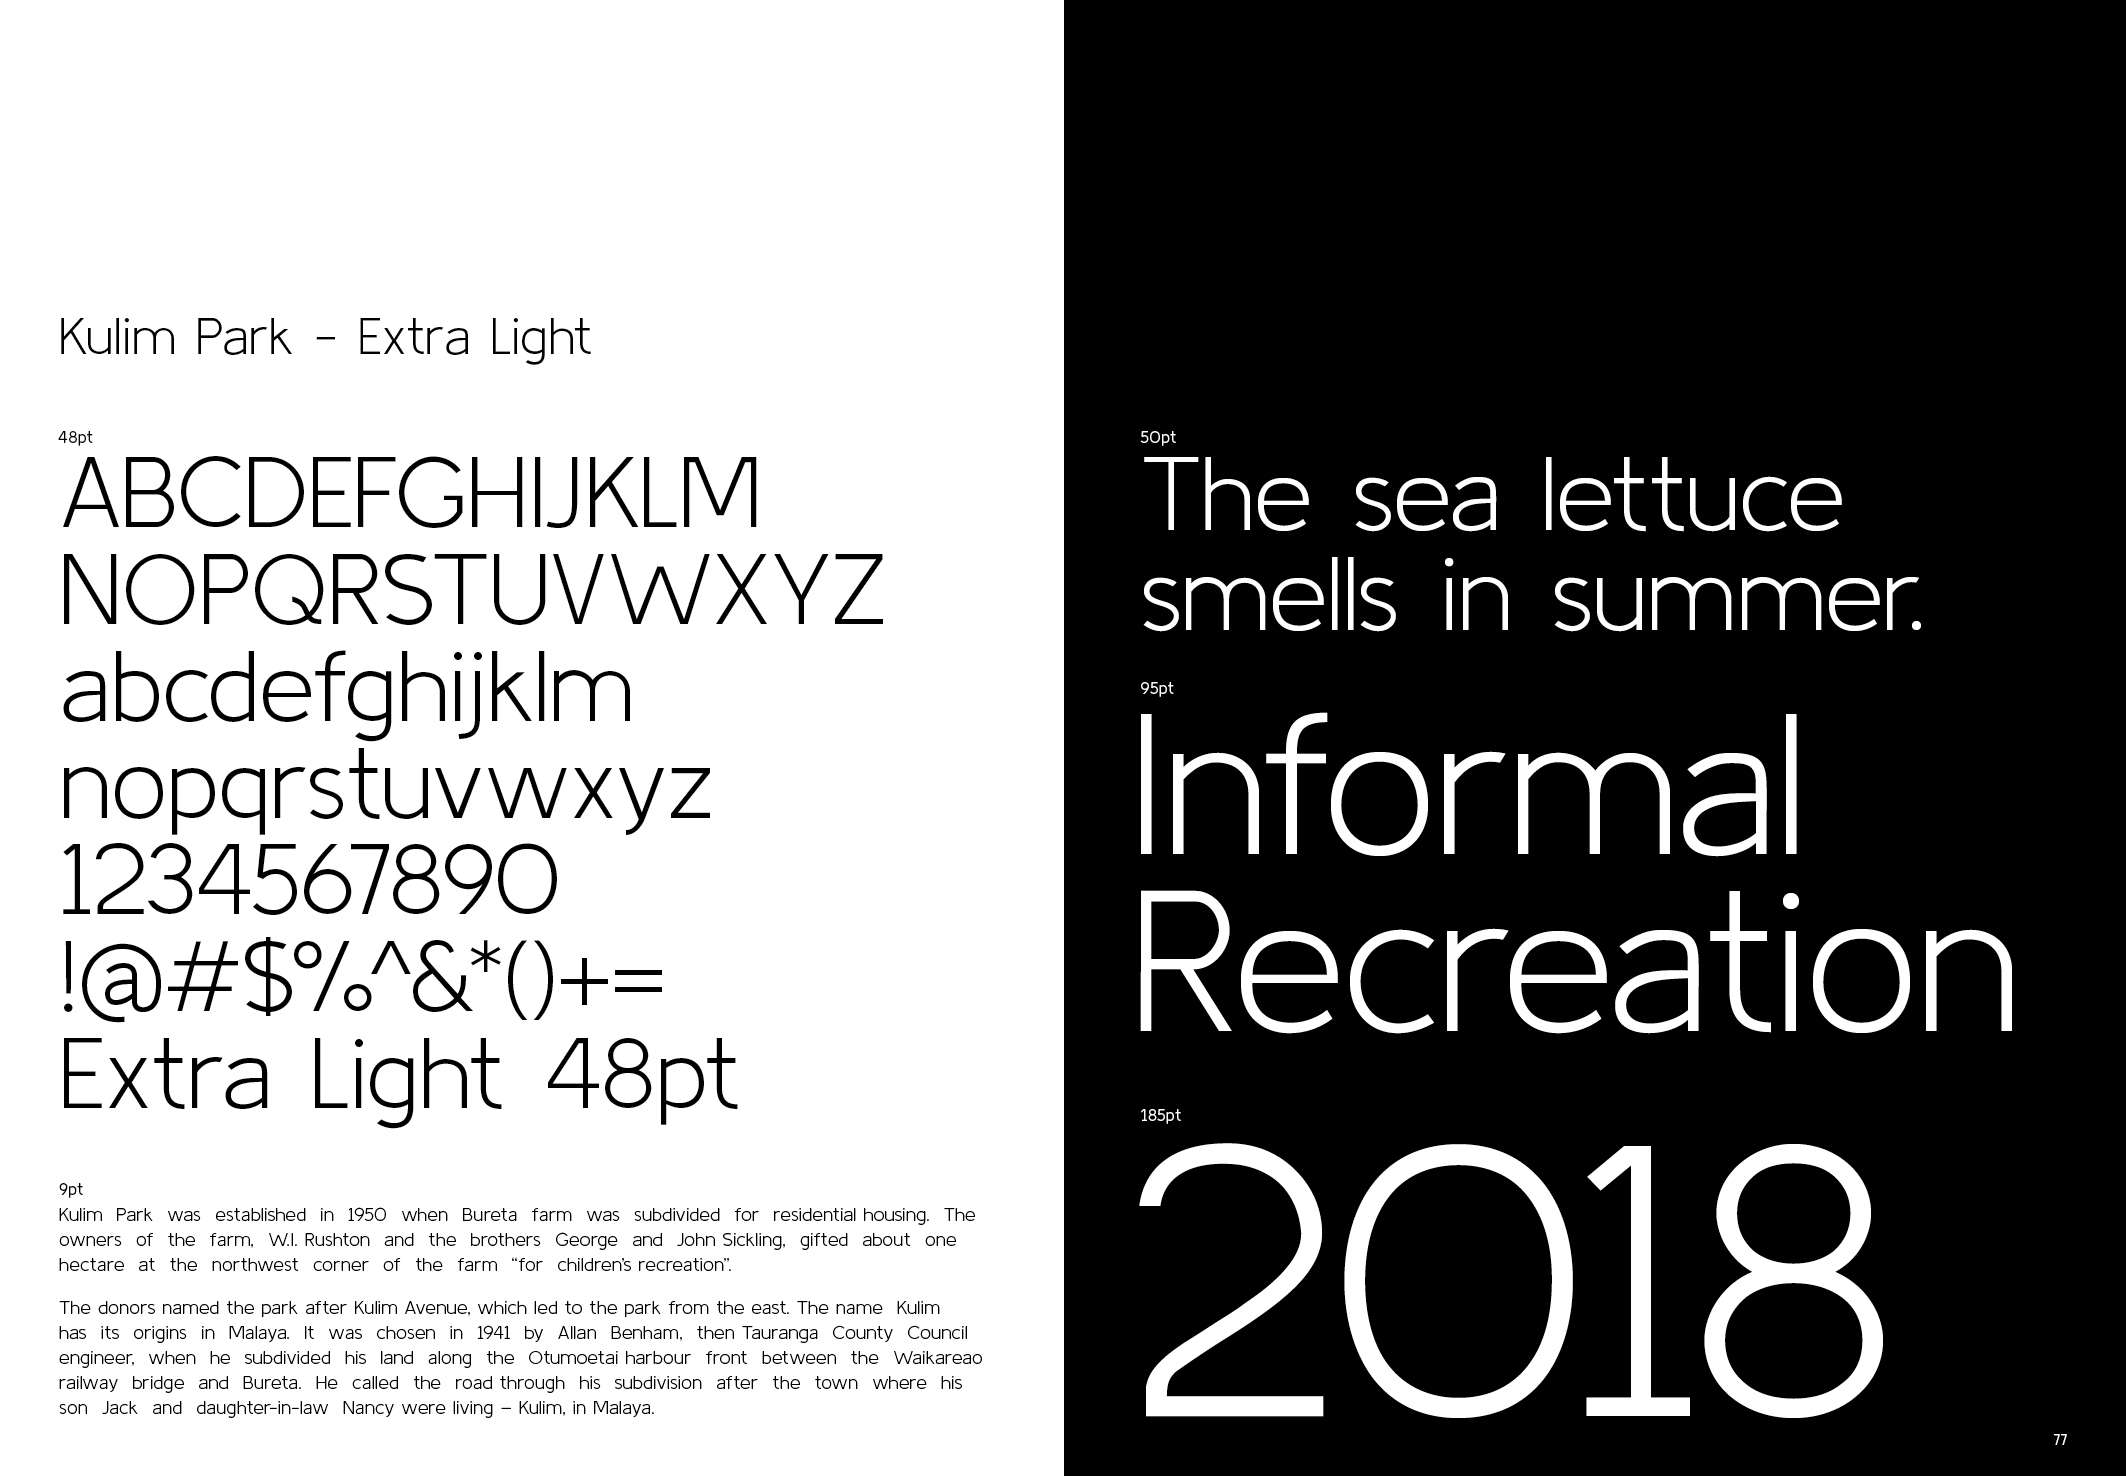 Kulim Park - Extra Light
48pt
ABCDEFGHIJKLM
NOPQRSTUVWXYZ
abcdefghijklm
nopqrstuvwxyz
1234567890
!@#$%^&*()+=
Extra Light 48pt
9pt
Kulim Park was established in 1950 when Bureta farm was subdivided for residential housing. The
owners of the farm, W.I. Rushton and the brothers George and John Sickling, gifted about one
hectare at the northwest corner of the farm “for children’s recreation”.
The donors named the park after Kulim Avenue, which led to the park from the east. The name Kulim
has its origins in Malaya. It was chosen in 1941 by Allan Benham, then Tauranga County Council
engineer, when he subdivided his land along the Otumoetai harbour front between the Waikareao
railway bridge and Bureta. He called the road through his subdivision after the town where his
son Jack and daughter-in-law Nancy were living – Kulim, in Malaya.
50pt
The sea lettuce
smells in summer.
95pt
Informal
Recreation
185pt
2018
77